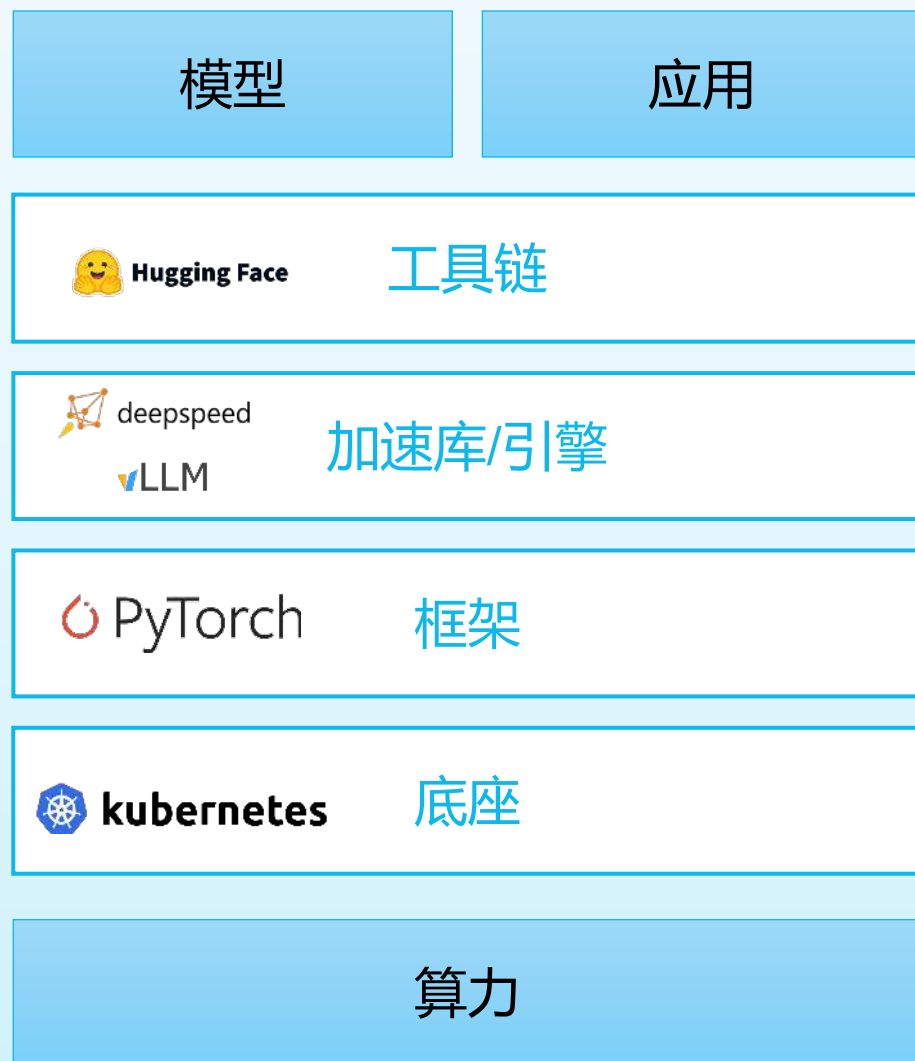 模型
应用
Hugging Face
工具链
deepspeed
vLLM
加速库/引擎
PyTorch
框架
kubernetes
底座
算力